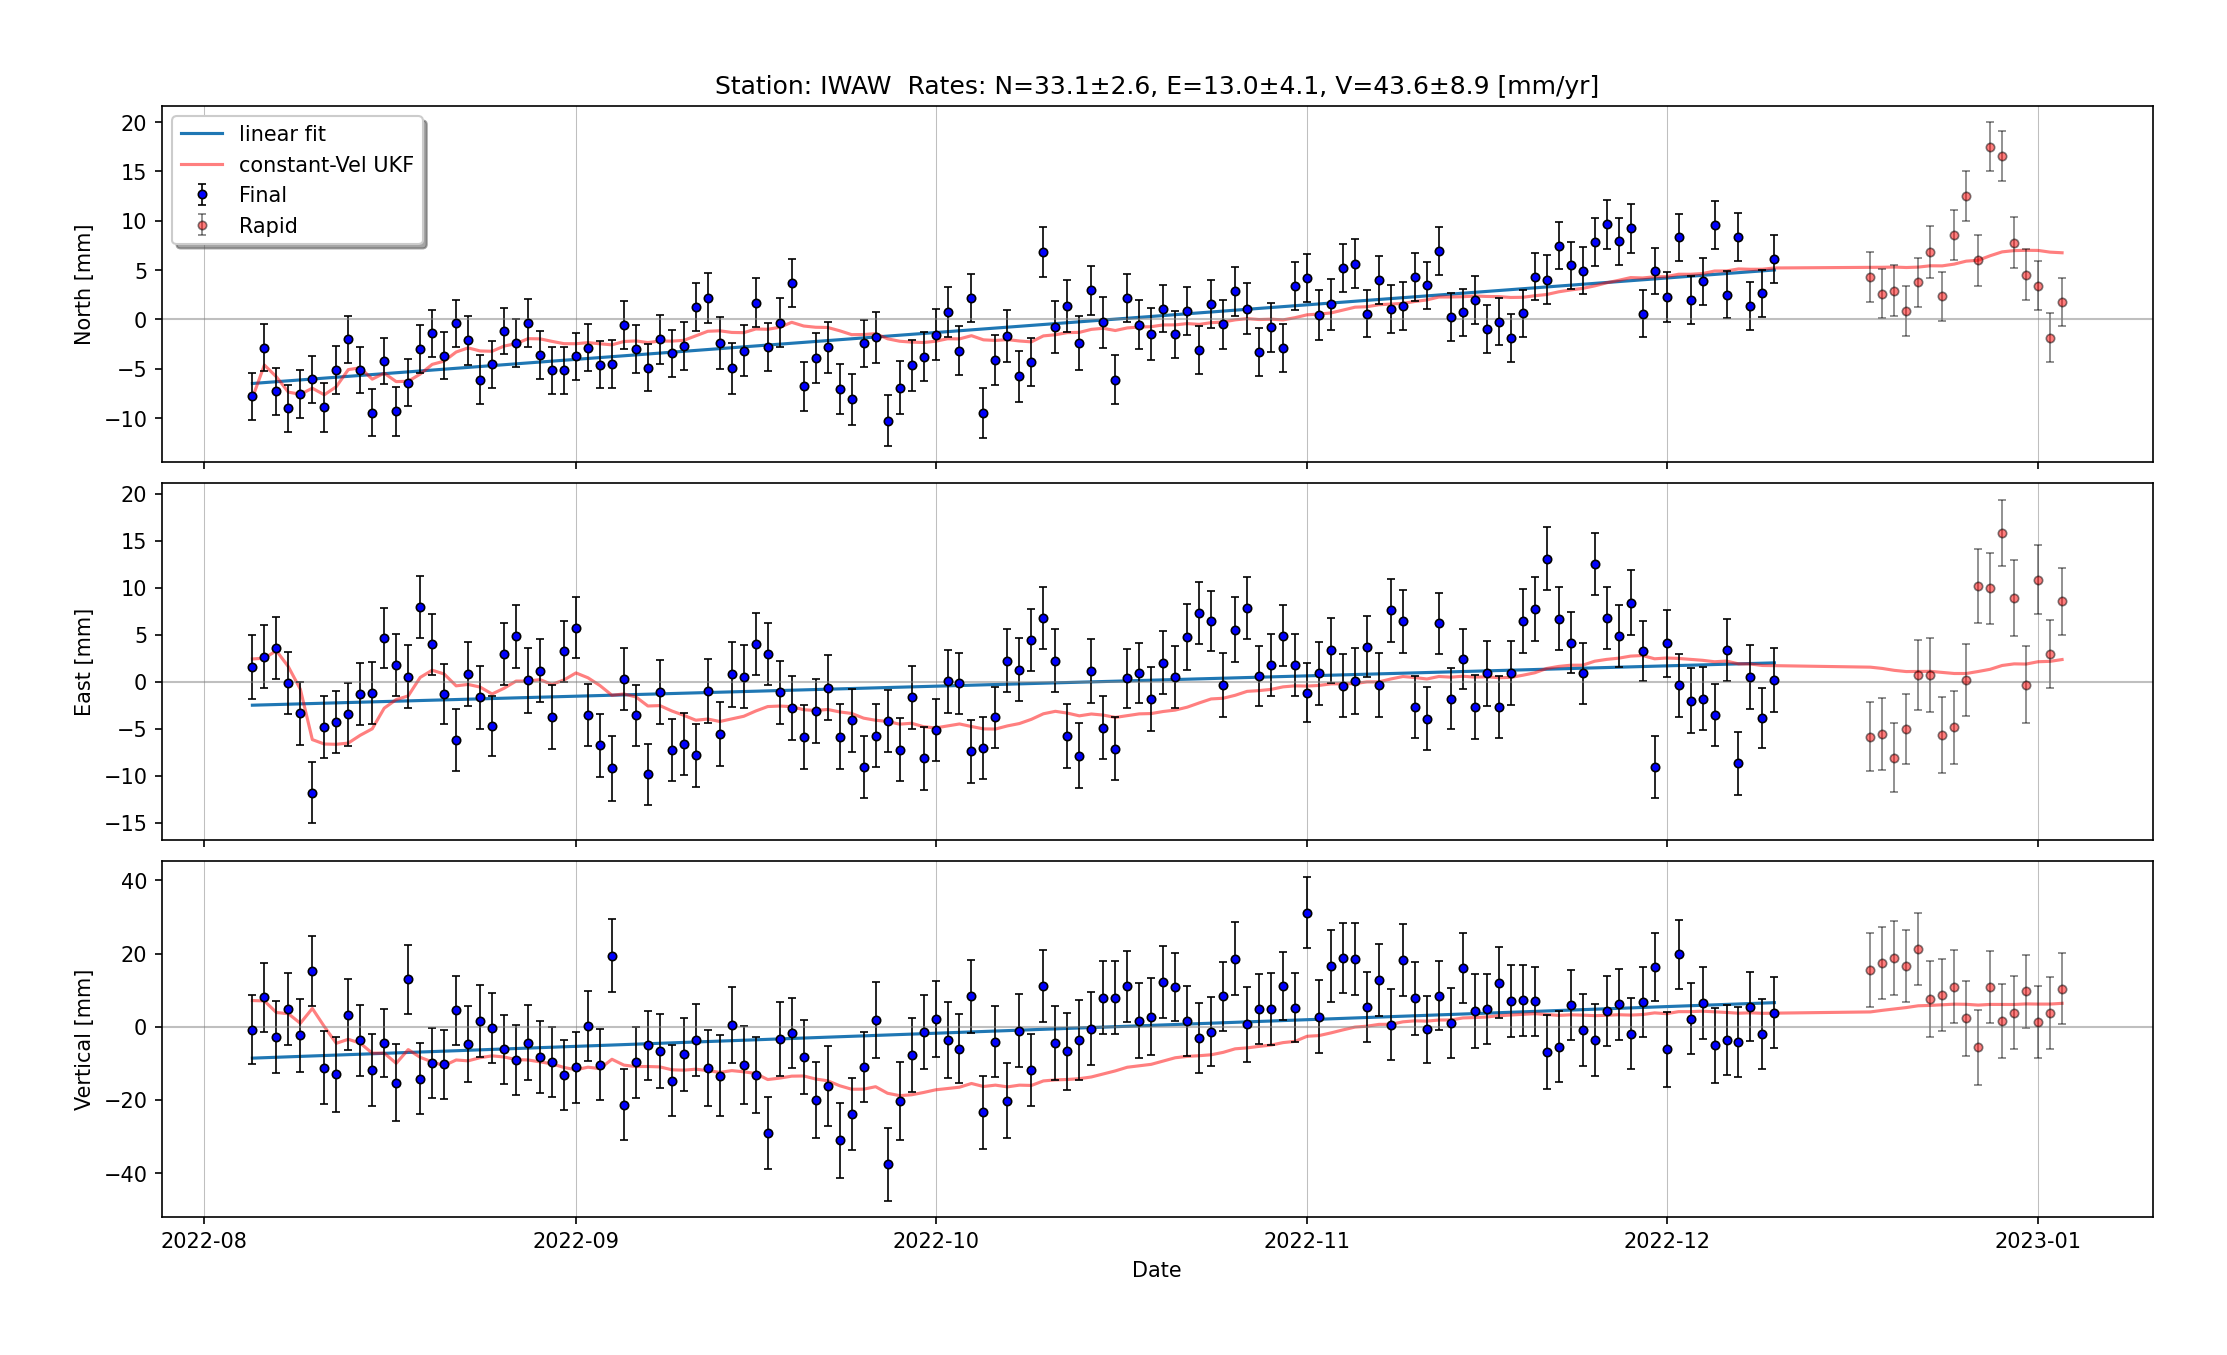 Station: IWAW  Rates: N=33.1±2.6, E=13.0±4.1, V=43.6±8.9 [mm/yr]
linear fit
constant-Vel UKF
Final
Rapid
North [mm]
20
15
10
5
0
−5
−10
East [mm]
20
15
10
5
0
−5
−10
−15
Vertical [mm]
40
20
0
−20
−40
2022-08 2022-09 2022-10 2022-11 2022-12 2023-01
Date